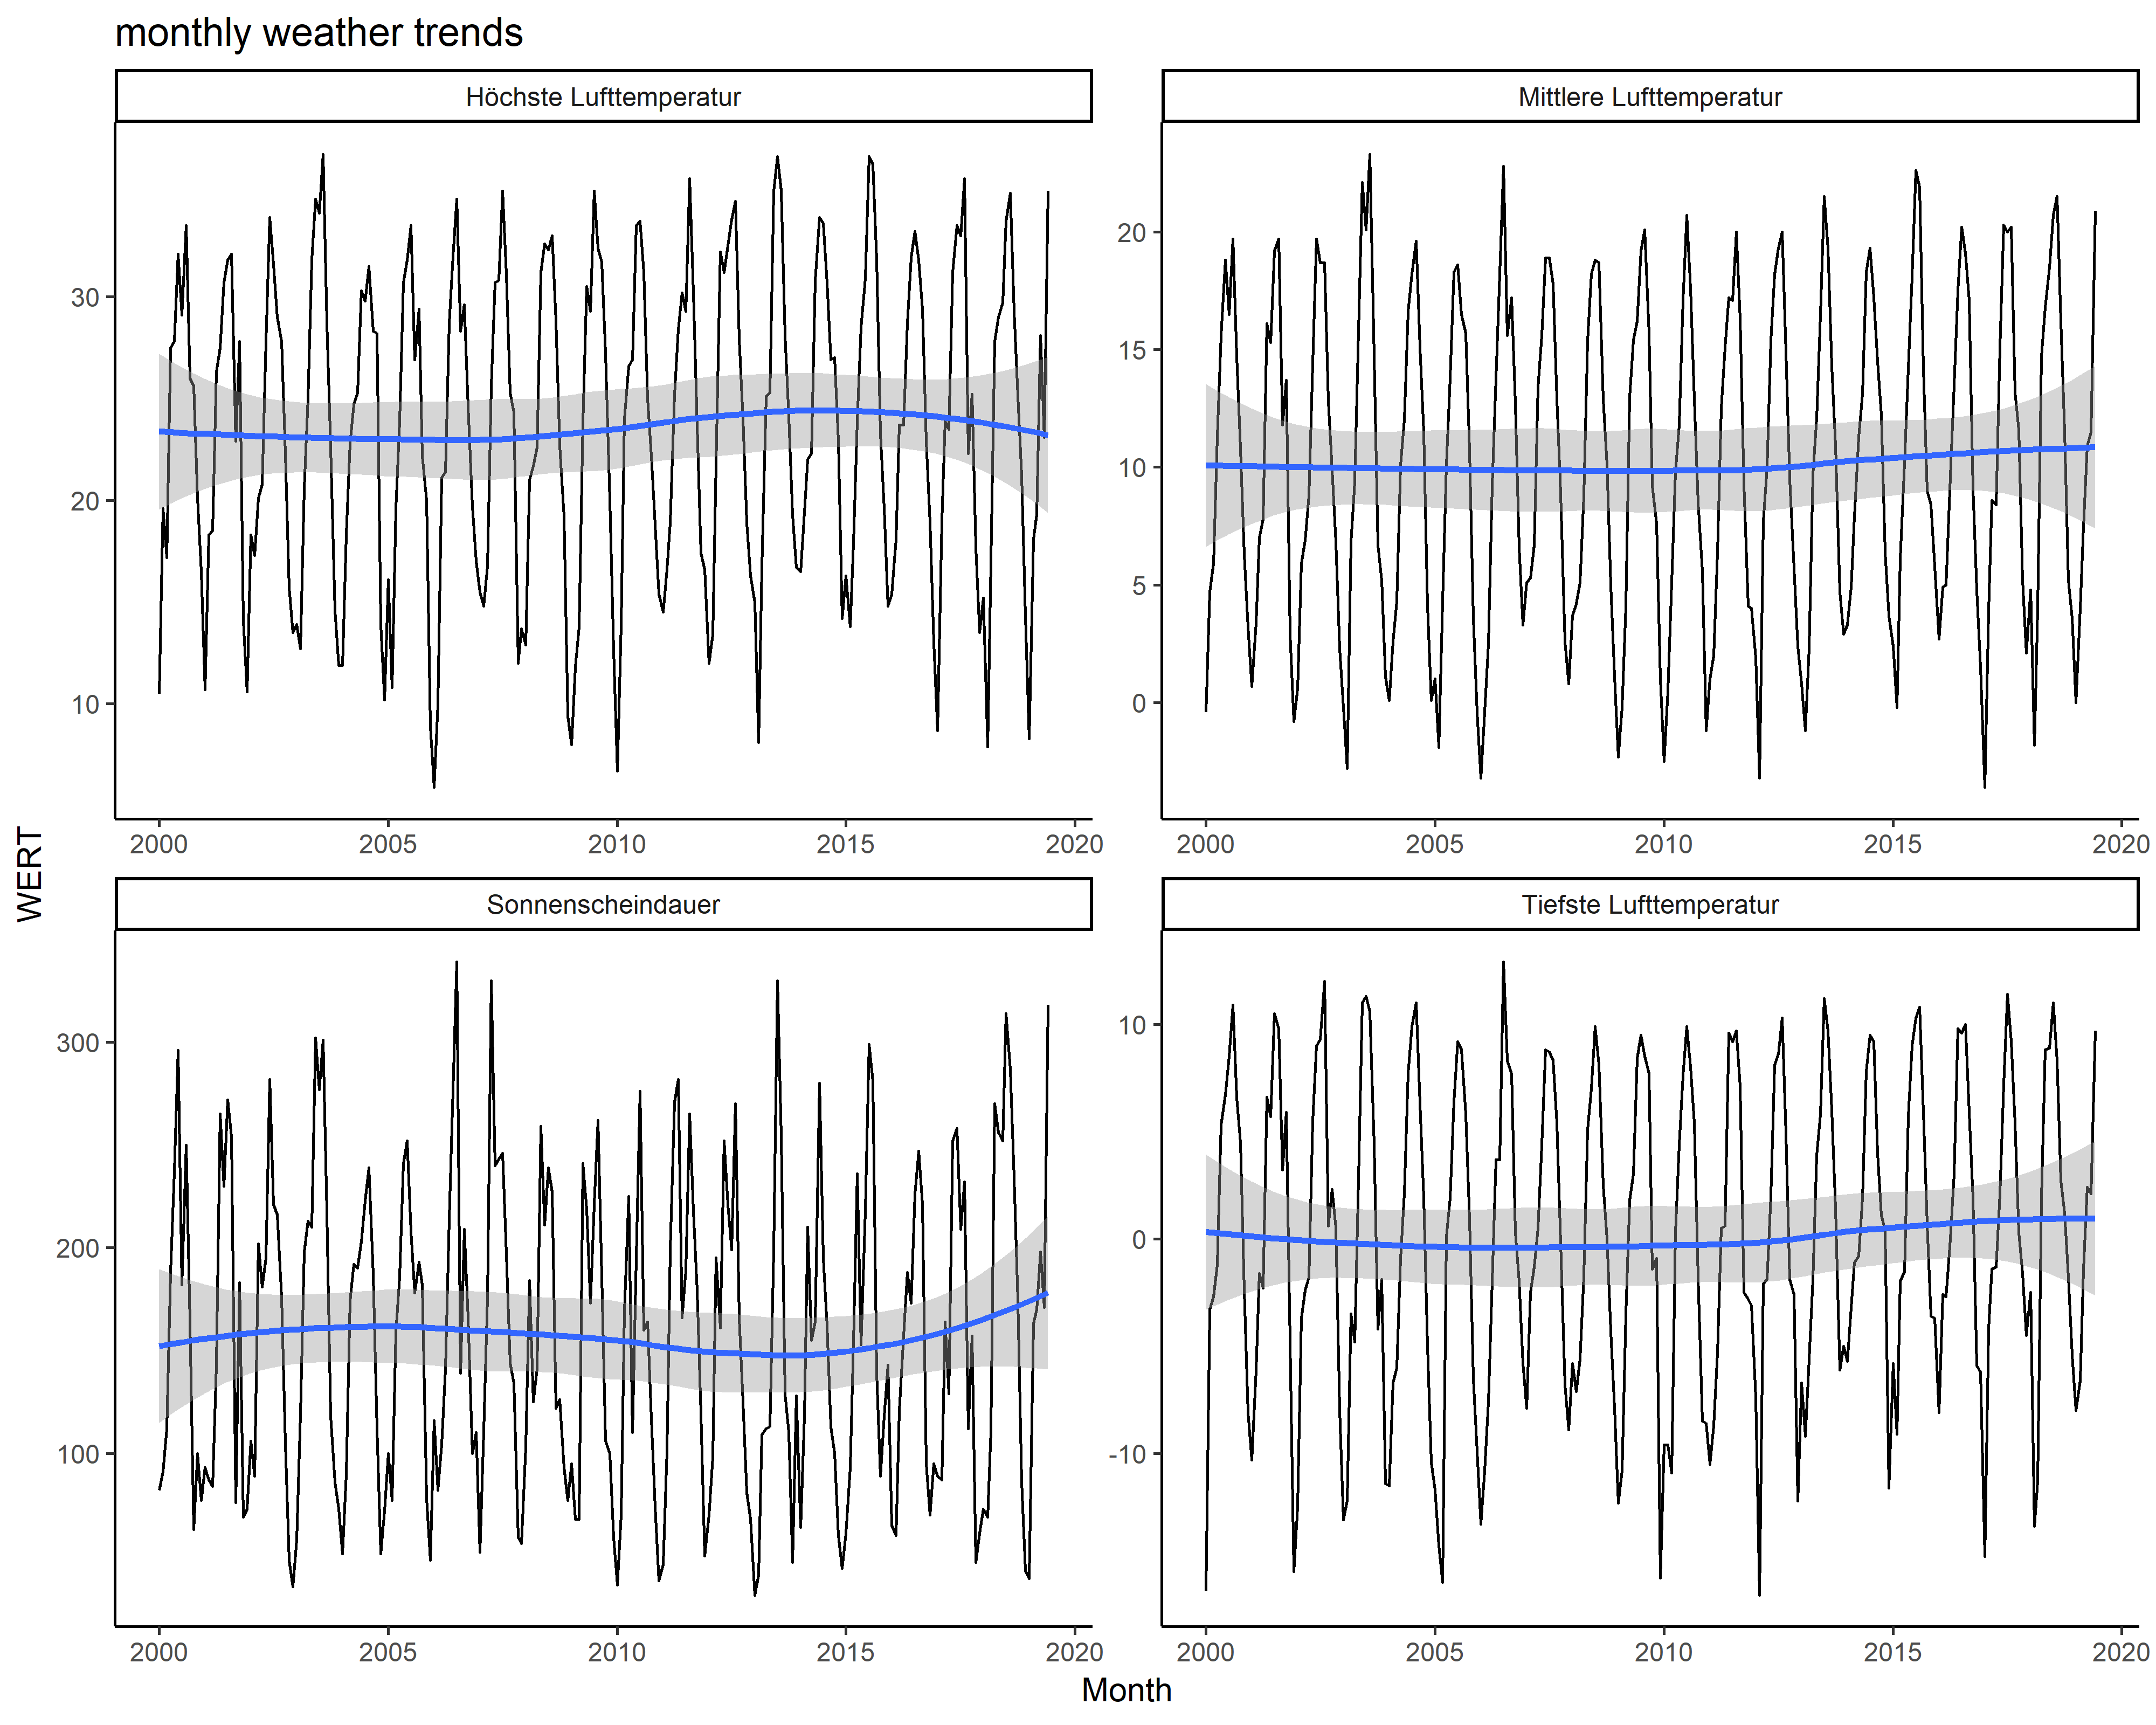 monthly weather trends
Höchste Lufttemperatur
Mittlere Lufttemperatur
30
20
10
20
15
10
5
0
2000 2005 2010 2015 2020
2000 2005 2010 2015 2020
WERT
Sonnenscheindauer
Tiefste Lufttemperatur
300
200
100
10
0
-10
2000 2005 2010 2015 2020
2000 2005 2010 2015 2020
Month